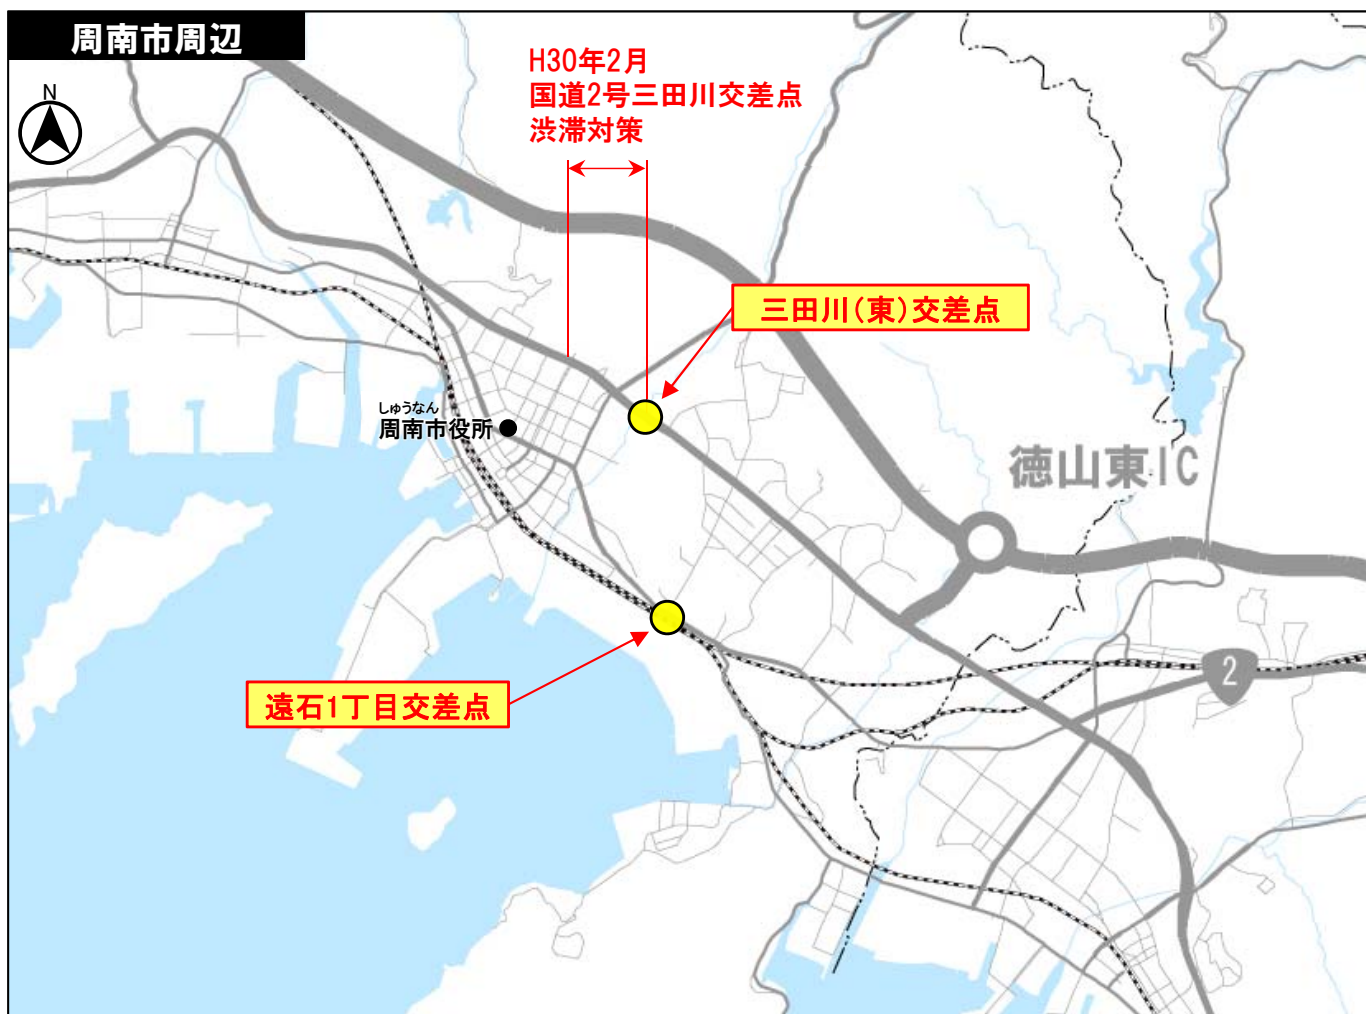 周南市周辺
N
H30年2月
国道2号三田川交差点
渋滞対策
三田川(東)交差点
しゅうなん
周南市役所
徳山東IC
2
遠石1丁目交差点